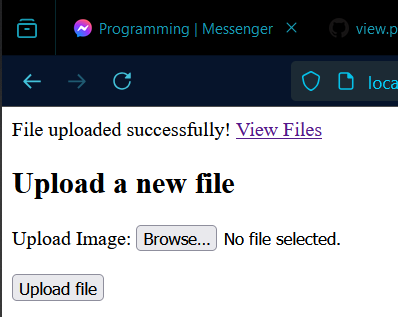 Programming | Messenger
view.p
loca
File uploaded successfully! View Files
Upload a new file
Upload Image: Browse... No file selected.
Upload file